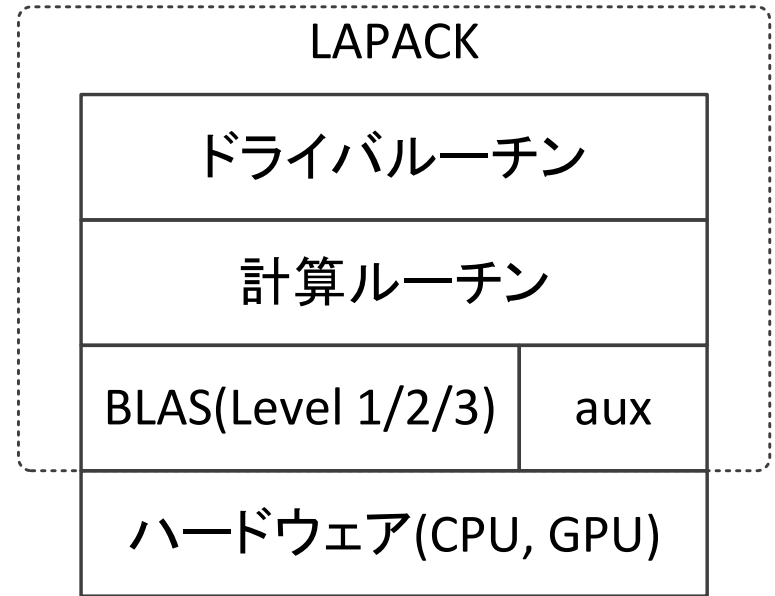 LAPACK
ドライバルーチン
計算ルーチン
BLAS(Level 1/2/3)
aux
ハードウェア(CPU, GPU)